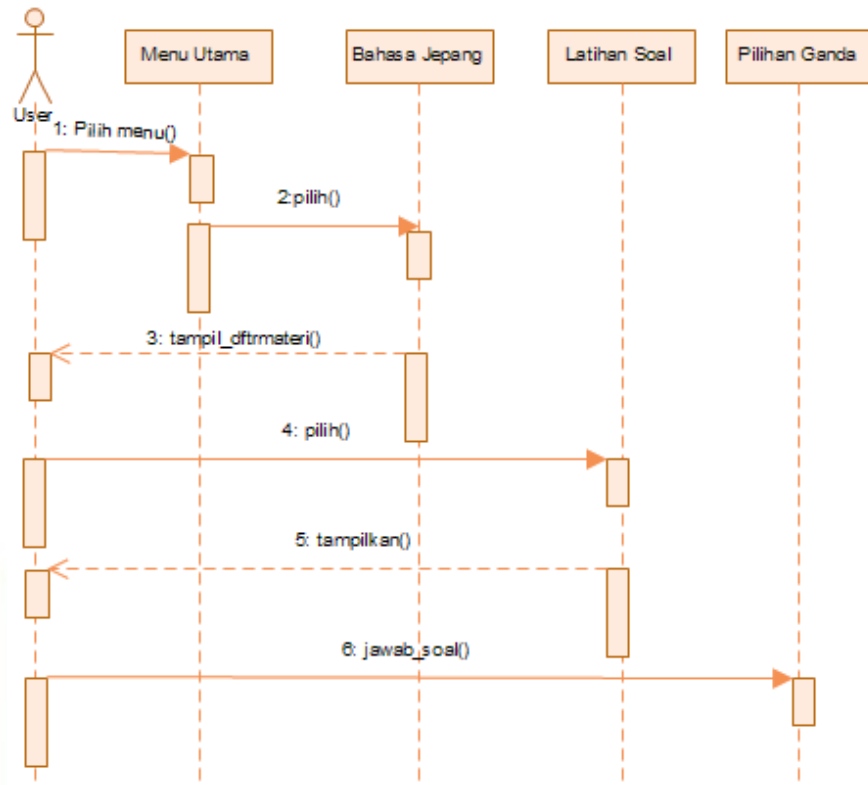 Menu Utama
Bahasa Jepang
Latihan Soal
Pilihan Ganda
User
1: Pilih menu()
2:pilih()
3: tampil_dftrmateri()
4: pilih()
5: tampilkan()
6: jawab_soal()